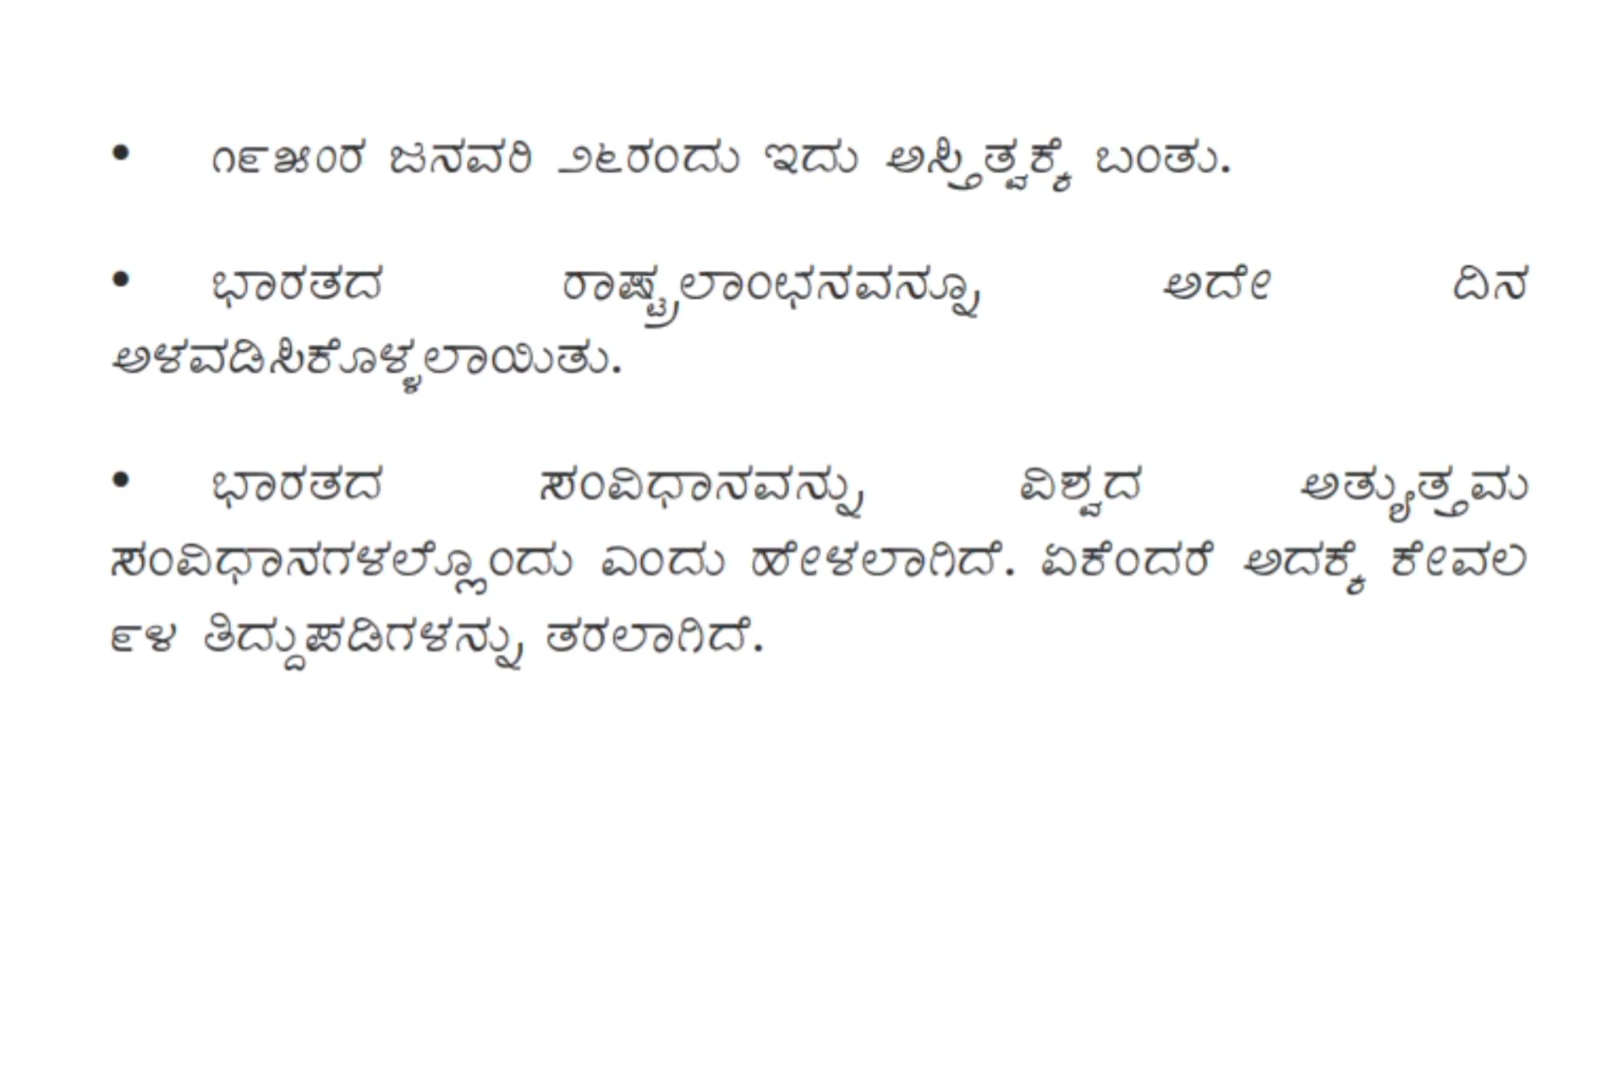 • ೧೯೫೦ರ ಜನವರಿ ೨೬ರಂದು ಇದು ಅಸ್ತಿತ್ವಕ್ಕೆ ಬಂತು.
• ಭಾರತದ ರಾಷ್ಟ್ರಲಾಂಛನವನ್ನೂ ಅದೇ ದಿನ
ಅಳವಡಿಸಿಕೊಳ್ಳಲಾಯಿತು.
• ಭಾರತದ ಸಂವಿಧಾನವನ್ನು ವಿಶ್ವದ ಅತ್ಯುತ್ತಮ
ಸಂವಿಧಾನಗಳಲ್ಲೊಂದು ಎಂದು ಹೇಳಲಾಗಿದೆ. ಏಕೆಂದರೆ ಅದಕ್ಕೆ ಕೇವಲ
೯೪ ತಿದ್ದುಪಡಿಗಳನ್ನು ತರಲಾಗಿದೆ.